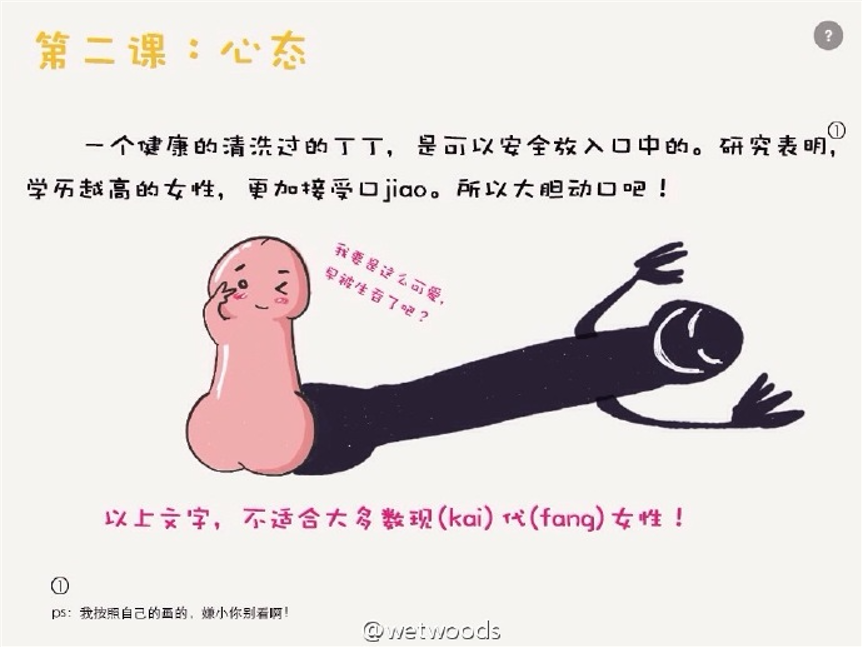 第二课：心态
?
一个健康的清洗过的丁丁，是可以安全放入口中的。研究表明，①
学历越高的女性，更加接受口jiao。所以大胆动口吧！
我要是这么可爱，
早被生吞了吧？
以上文字，不适合大多数现(kai)代(fang)女性！
①
ps：我按照自己的画的，嫌小你别看啊！
@wetwoods